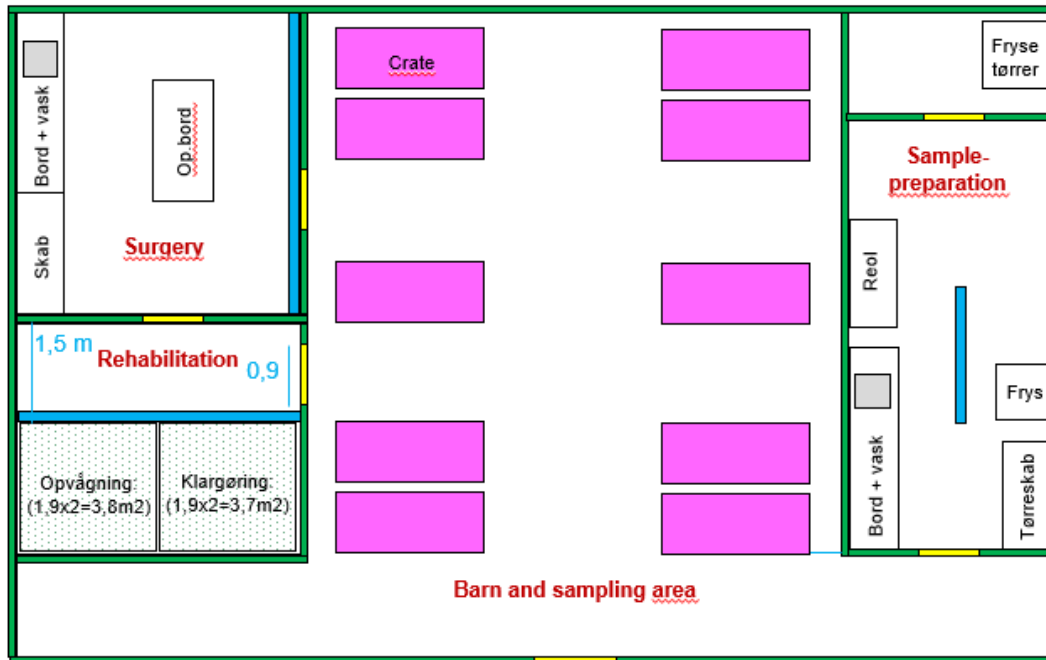 Bord + vask
Skab
Op.bord
Surgery
1,5 m
Rehabilitation
0,9
Opvågning:
(1,9x2=3,8m2)
Klargøring:
(1,9x2=3,7m2)
Crate
Barn and sampling area
Fryse
tørrer
Sample-
preparation
Reol
Bord + vask
Frys
Tørreskab